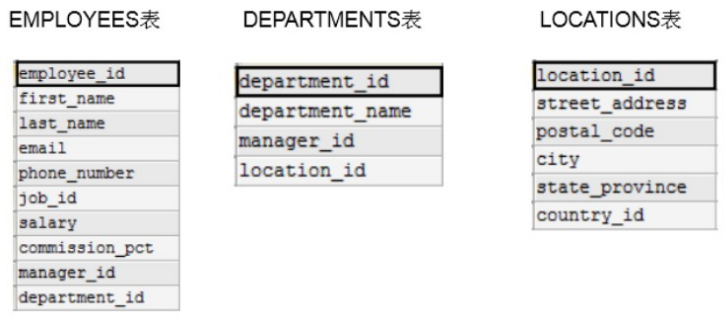 EMPLOYEES表
employee_id
first_name
last_name
email
phone_number
job_id
salary
commission_pct
manager_id
department_id
DEPARTMENTS表
department_id
department_name
manager_id
location_id
LOCATIONS表
location_id
street_address
postal_code
city
state_province
country_id